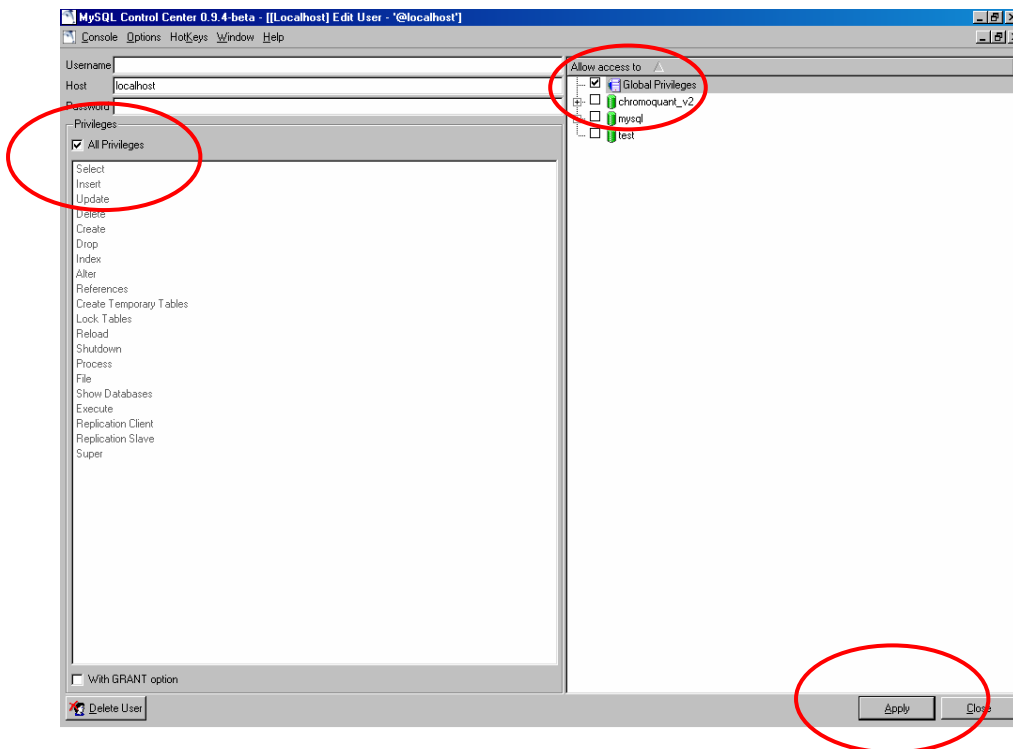 MySQL Control Center 0.9.4-beta - [[Localhost] Edit User - '@localhost']
Console Options HotKeys Window Help
Username
Host localhost
Password
Privileges
All Privileges
Select
Insert
Update
Delete
Create
Drop
Index
Alter
References
Create Temporary Tables
Lock Tables
Reload
Shutdown
Process
File
Show Databases
Execute
Replication Client
Replication Slave
Super
With GRANT option
Delete User
Allow access to
Global Privileges
chromoquant_v2
mysql
test
Apply
Close